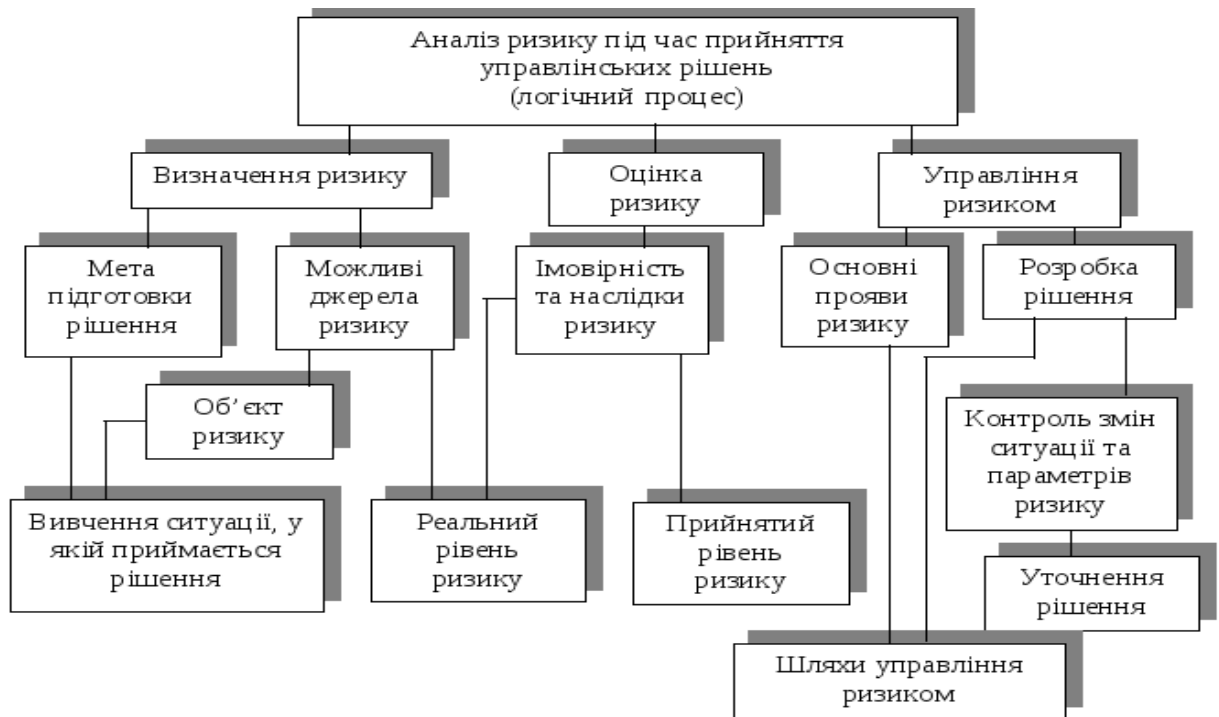 Аналіз ризику під час прийняття
управлінських рішень
(логічний процес)
Визначення ризику
Оцінка
ризику
Управління
ризиком
Мета
підготовки
рішення
Можливі
джерела
ризику
Імовірність
та наслідки
ризику
Основні
прояви
ризику
Розробка
рішення
Об’єкт
ризику
Контроль змін
ситуації та
параметрів
ризику
Вивчення ситуації, у
якій приймається
рішення
Реальний
рівень
ризику
Прийнятий
рівень
ризику
Уточнення
рішення
Шляхи управління
ризиком